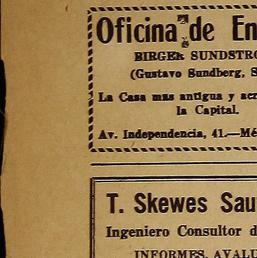 Oficina de En
BIRGER SUNDSTRO
(Gustavo Sundberg, S
La Casa mas antigua y acr
la Capital.
Av. Independencia, 41.—Mé
T. Skewes Sau
Ingeniero Consultor d
INFORMES, AVALU